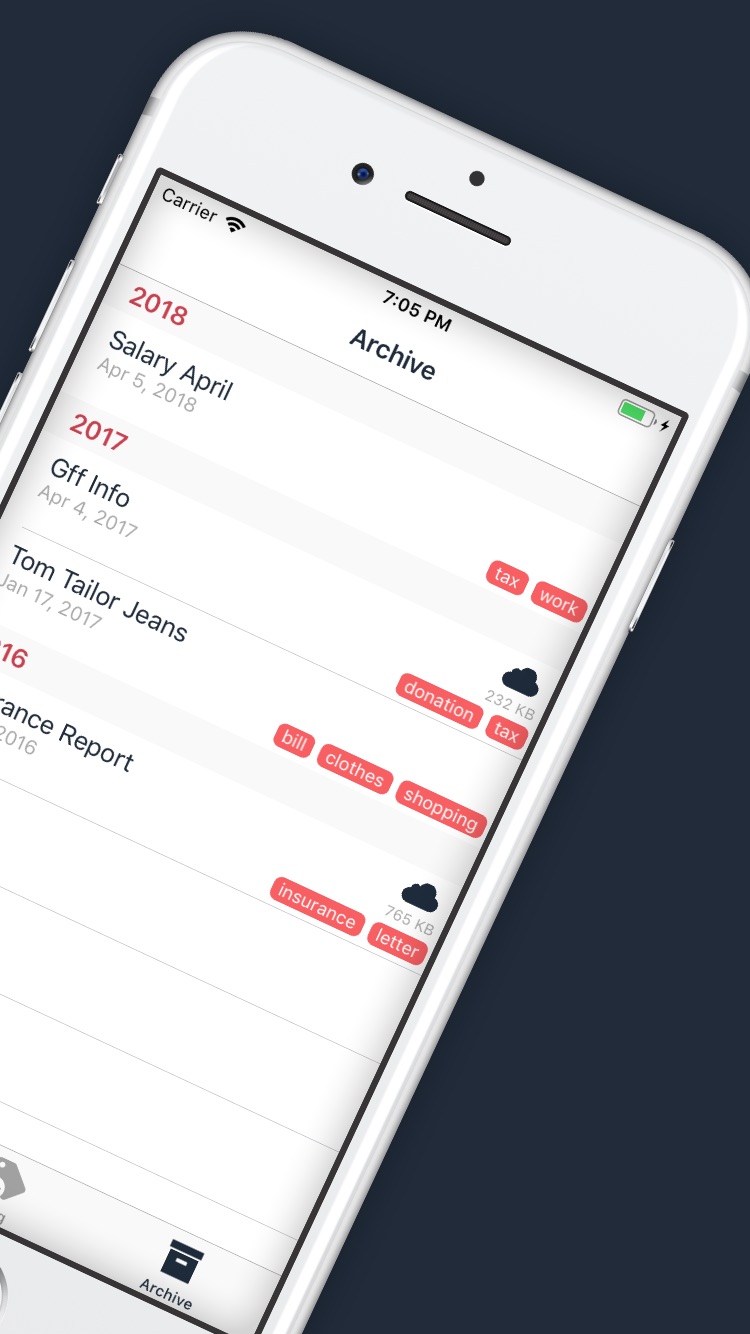 Carrier
7:05 PM
Archive
2018
Salary April
Apr 5, 2018
tax work
2017
Gff Info
Apr 4, 2017
232 KB
donation tax
Tom Tailor Jeans
Jan 17, 2017
bill clothes shopping
16
rance Report
2016
765 KB
insurance letter
Archive